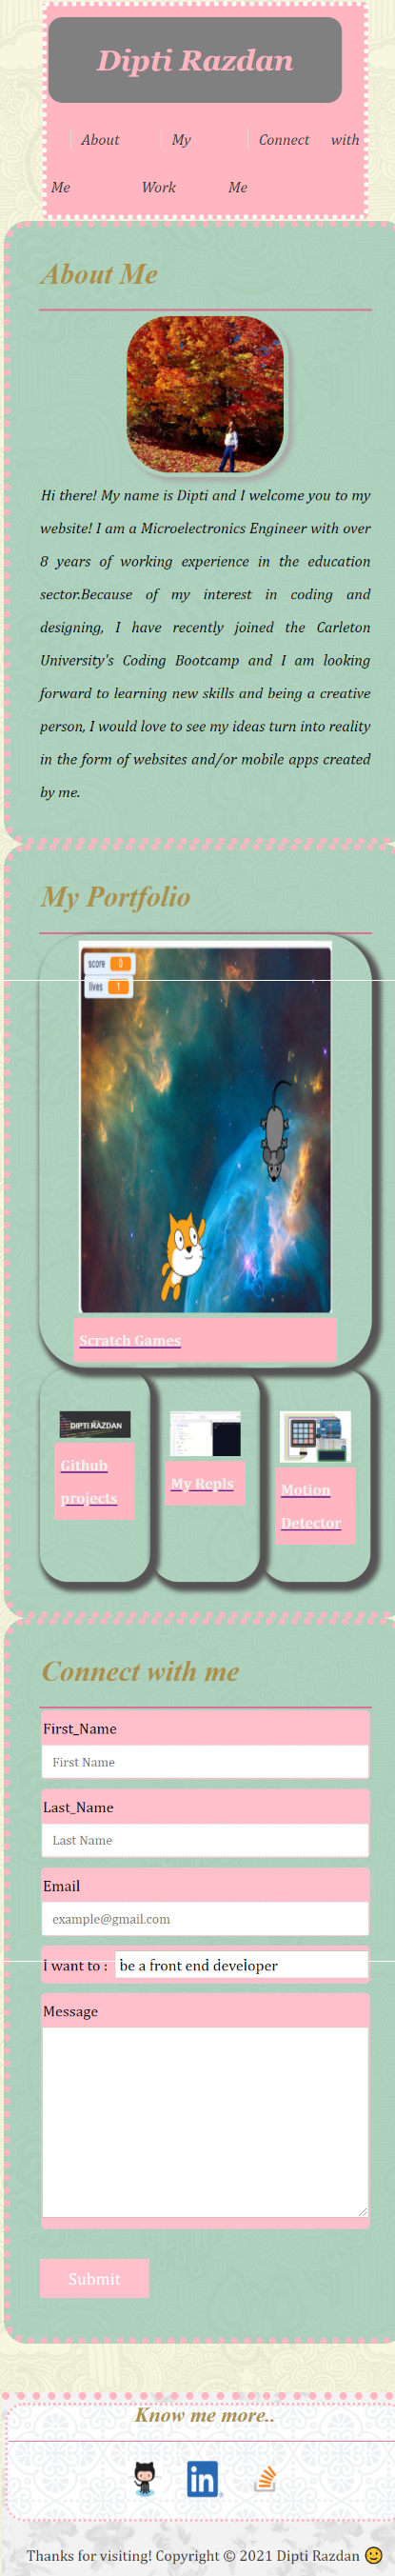 Dipti Razdan
About Me
My Work
Connect with Me
About Me
Hi there! My name is Dipti and I welcome you to my
website! I am a Microelectronics Engineer with over
8 years of working experience in the education
sector.Because of my interest in coding and
designing, I have recently joined the Carleton
University's Coding Bootcamp and I am looking
forward to learning new skills and being a creative
person, I would love to see my ideas turn into reality
in the form of websites and/or mobile apps created
by me.
My Portfolio
score 0
lives 1
Scratch Games
DIPTI RAZDAN
Github
projects
My Repls
Motion
Detector
Connect with me
First_Name
First Name
Last_Name
Last Name
Email
example@gmail.com
I want to : be a front end developer
Message
Submit
Know me more..
in
Thanks for visiting! Copyright © 2021 Dipti Razdan 🙂